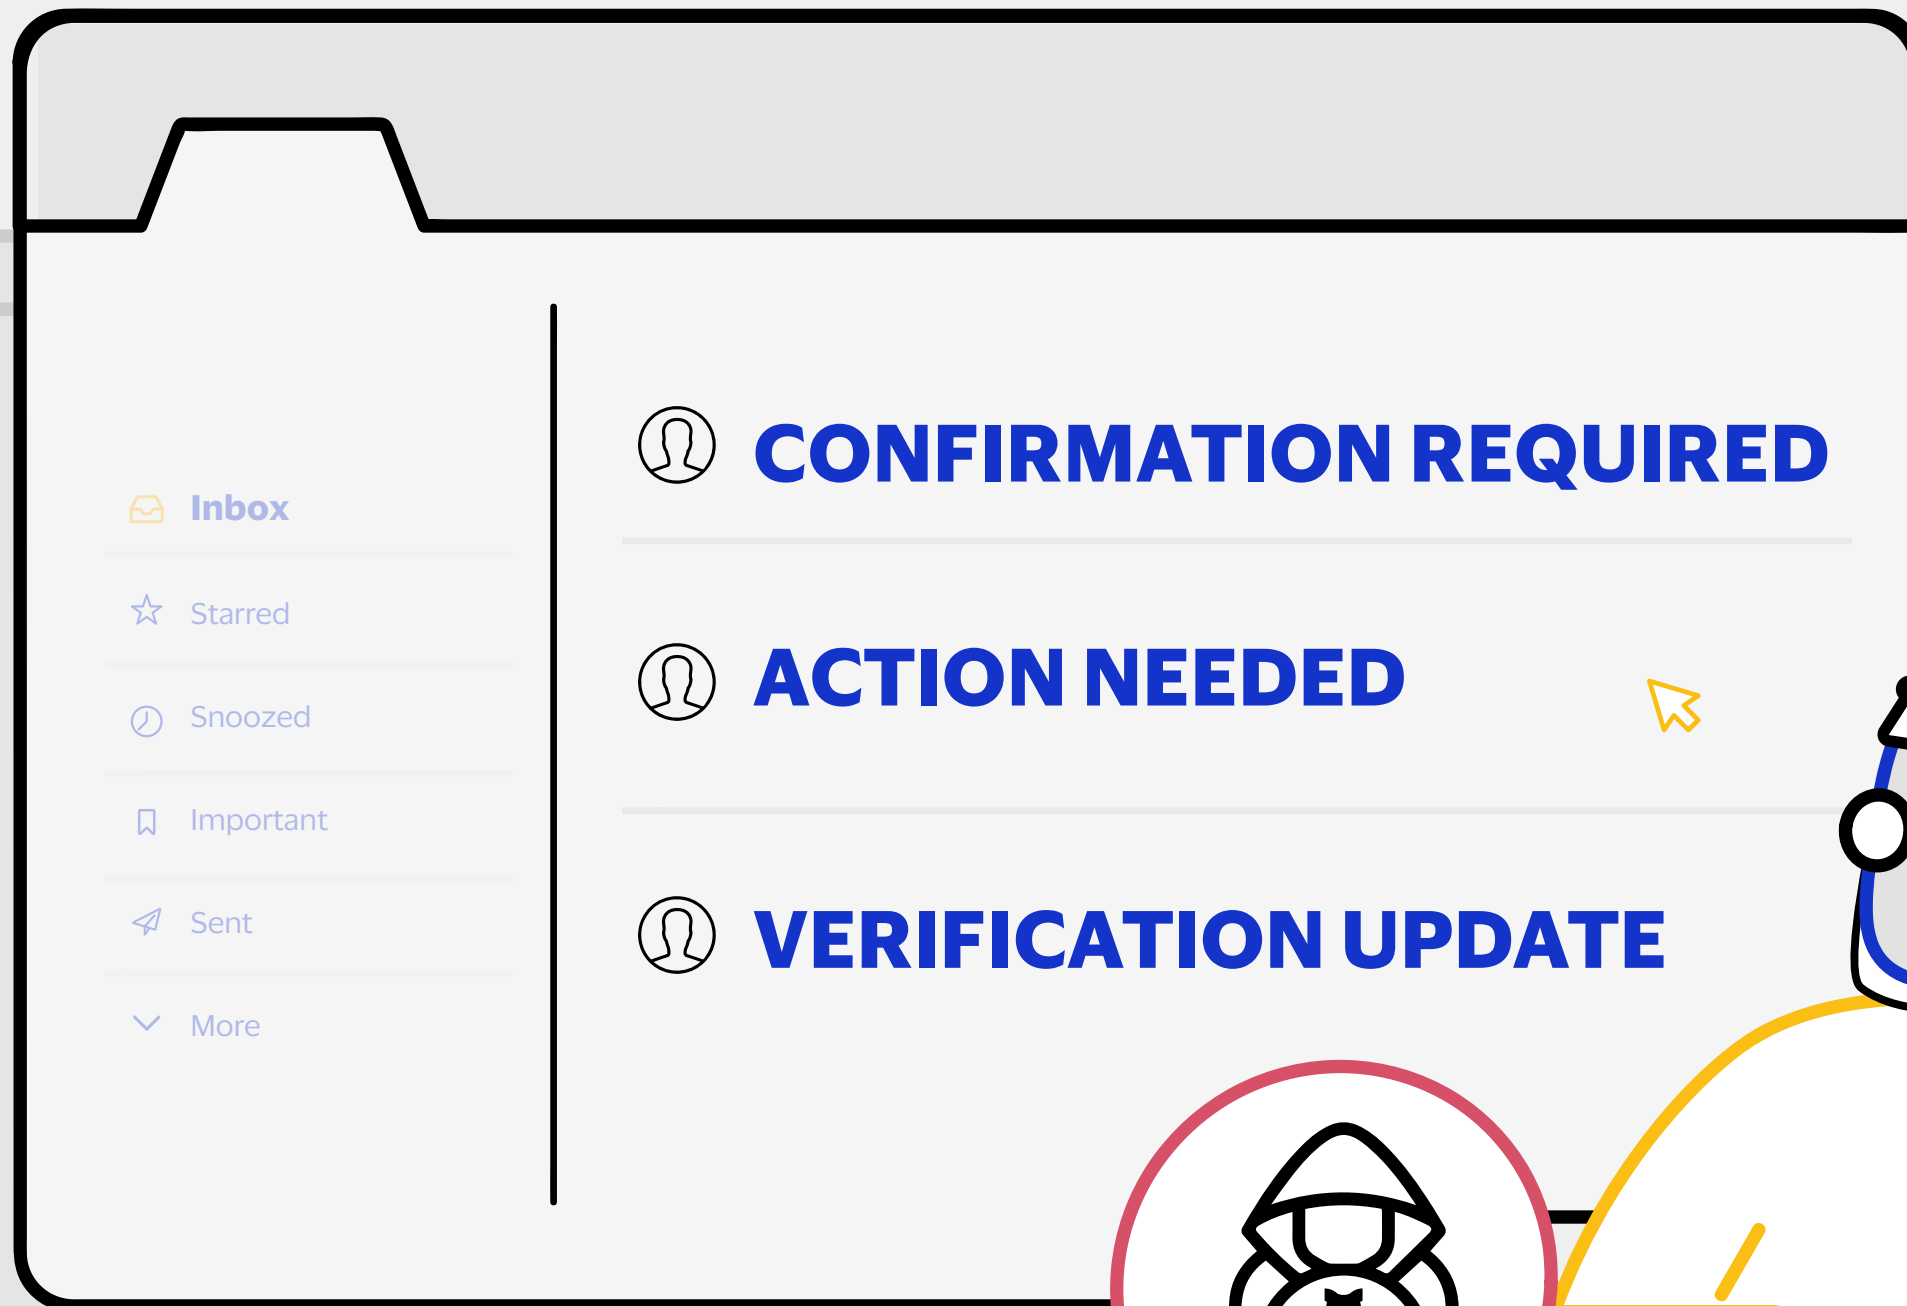 Inbox
Starred
Snoozed
Important
Sent
More
CONFIRMATION REQUIRED
ACTION NEEDED
VERIFICATION UPDATE